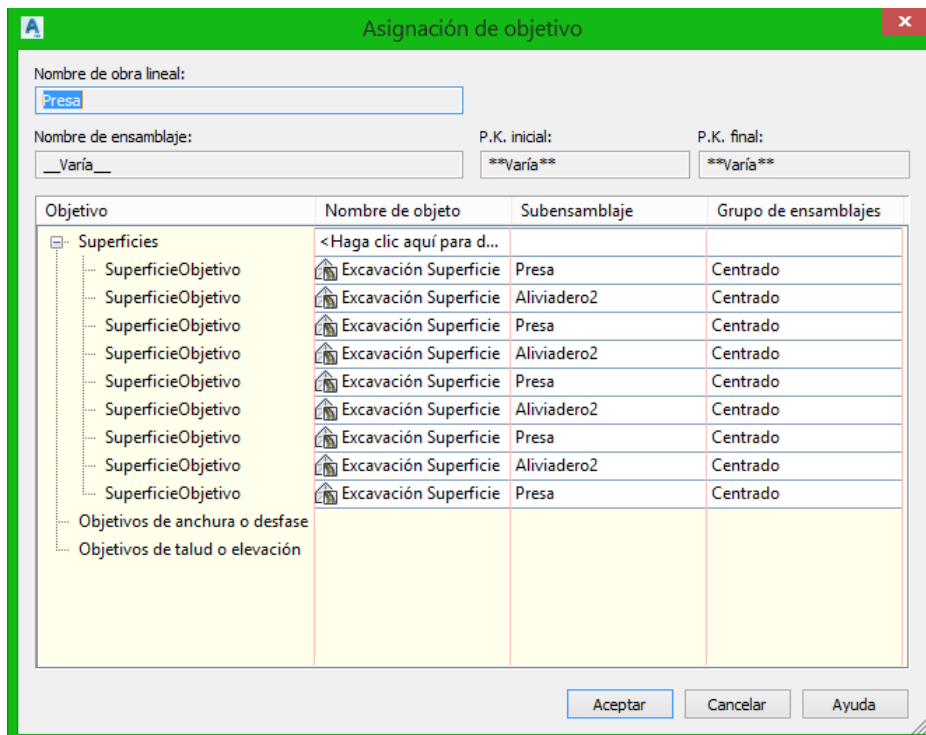 Asignación de objetivo
Nombre de obra lineal:
Presa
Nombre de ensamblaje: P.K. inicial: P.K. final:
__Varía__ **Varía** **Varía**
Objetivo Nombre de objeto Subensamblaje Grupo de ensamblajes
Superficies <Haga clic aquí para d...
SuperficieObjetivo Excavación Superficie Presa Centrado
SuperficieObjetivo Excavación Superficie Aliviadero2 Centrado
SuperficieObjetivo Excavación Superficie Presa Centrado
SuperficieObjetivo Excavación Superficie Aliviadero2 Centrado
SuperficieObjetivo Excavación Superficie Presa Centrado
SuperficieObjetivo Excavación Superficie Aliviadero2 Centrado
SuperficieObjetivo Excavación Superficie Presa Centrado
SuperficieObjetivo Excavación Superficie Aliviadero2 Centrado
SuperficieObjetivo Excavación Superficie Presa Centrado
Objetivos de anchura o desfase
Objetivos de talud o elevación
Aceptar Cancelar Ayuda